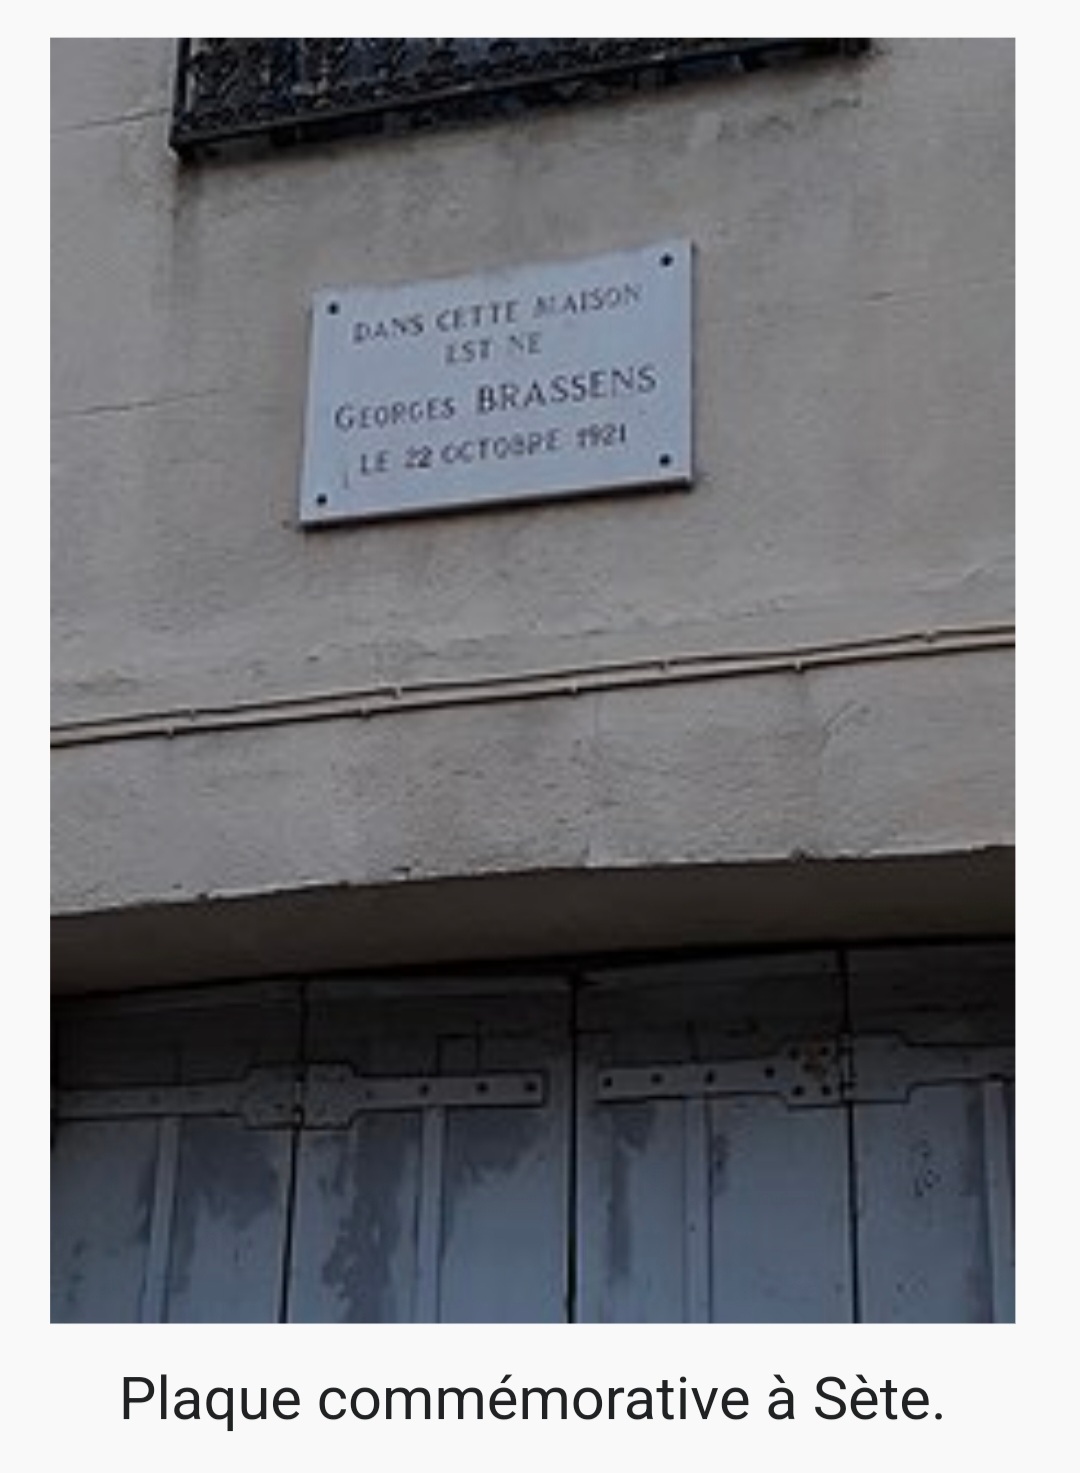 DANS CETTE MAISON
EST NE
GEORGES BRASSENS
LE 22 OCTOBRE 1921
Plaque commémorative à Sète.